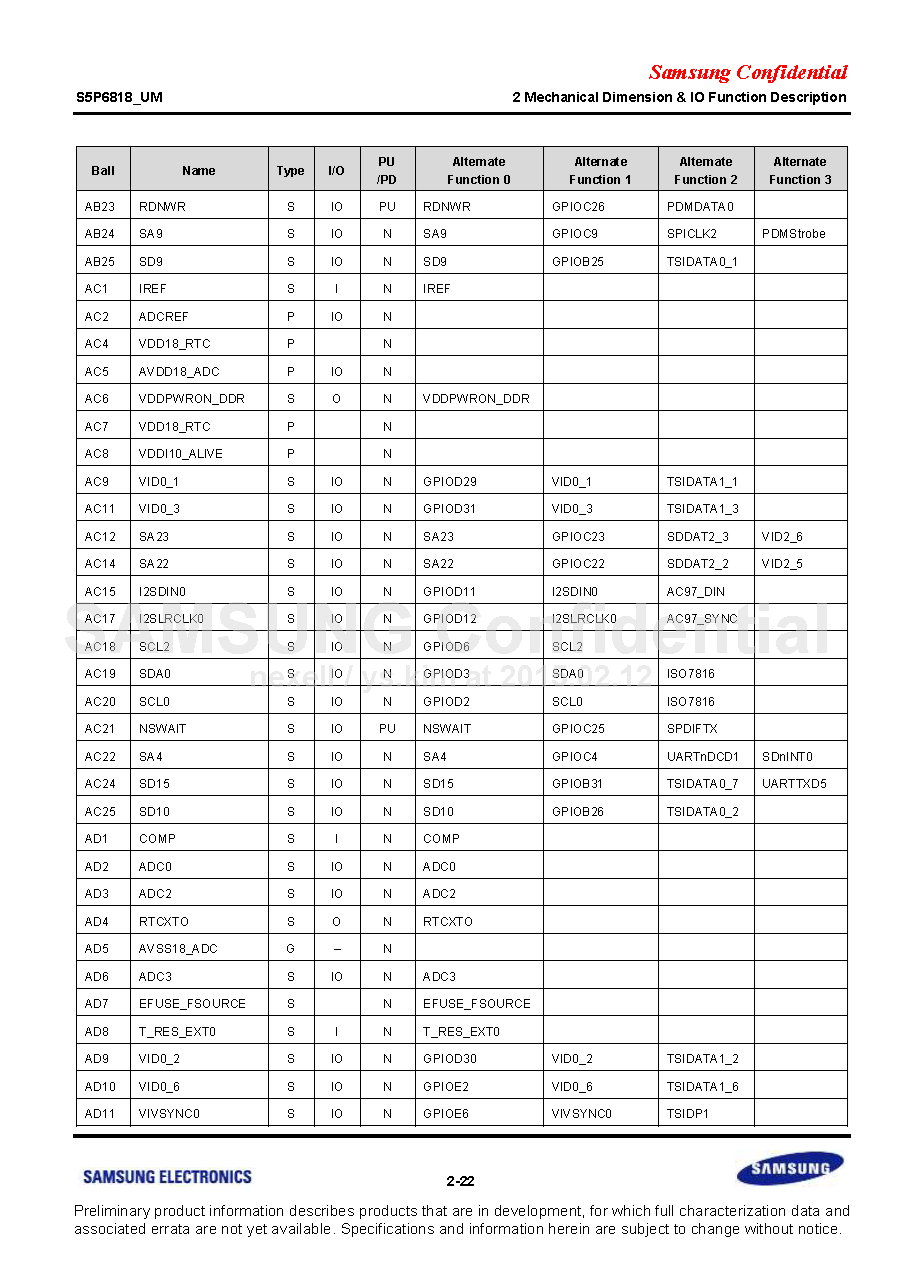 Samsung Confidential
S5P6818_UM 2 Mechanical Dimension & IO Function Description
Ball Name Type I/O PU /PD Alternate Function 0 Alternate Function 1 Alternate Function 2 Alternate Function 3
AB23 RDNWR S IO PU RDNWR GPIOC26 PDMDATA0
AB24 SA9 S IO N SA9 GPIOC9 SPICLK2 PDMStrobe
AB25 SD9 S IO N SD9 GPIOB25 TSIDATA0_1
AC1 IREF S I N IREF
AC2 ADCREF P IO N
AC4 VDD18_RTC P N
AC5 AVDD18_ADC P IO N
AC6 VDDPWRON_DDR S O N VDDPWRON_DDR
AC7 VDD18_RTC P N
AC8 VDDI10_ALIVE P N
AC9 VID0_1 S IO N GPIOD29 VID0_1 TSIDATA1_1
AC11 VID0_3 S IO N GPIOD31 VID0_3 TSIDATA1_3
AC12 SA23 S IO N SA23 GPIOC23 SDDAT2_3 VID2_6
AC14 SA22 S IO N SA22 GPIOC22 SDDAT2_2 VID2_5
AC15 I2SDIN0 S IO N GPIOD11 I2SDIN0 AC97_DIN
AC17 I2SLRCLK0 S IO N GPIOD12 I2SLRCLK0 AC97_SYNC
SAMSUNG Confidential
AC18 SCL2 S IO N GPIOD6 SCL2
AC19 SDA0 S IO N GPIOD3 SDA0 ISO7816
nexell / ys.kim at 2015.02.12
AC20 SCL0 S IO N GPIOD2 SCL0 ISO7816
AC21 NSWAIT S IO PU NSWAIT GPIOC25 SPDIFTX
AC22 SA4 S IO N SA4 GPIOC4 UARTnDCD1 SDnINT0
AC24 SD15 S IO N SD15 GPIOB31 TSIDATA0_7 UARTTXD5
AC25 SD10 S IO N SD10 GPIOB26 TSIDATA0_2
AD1 COMP S I N COMP
AD2 ADC0 S IO N ADC0
AD3 ADC2 S IO N ADC2
AD4 RTCXTO S O N RTCXTO
AD5 AVSS18_ADC G – N
AD6 ADC3 S IO N ADC3
AD7 EFUSE_FSOURCE S N EFUSE_FSOURCE
AD8 T_RES_EXT0 S I N T_RES_EXT0
AD9 VID0_2 S IO N GPIOD30 VID0_2 TSIDATA1_2
AD10 VID0_6 S IO N GPIOE2 VID0_6 TSIDATA1_6
AD11 VIVSYNC0 S IO N GPIOE6 VIVSYNC0 TSIDP1
SAMSUNG ELECTRONICS 2-22 SAMSUNG
Preliminary product information describes products that are in development, for which full characterization data and
associated errata are not yet available. Specifications and information herein are subject to change without notice.